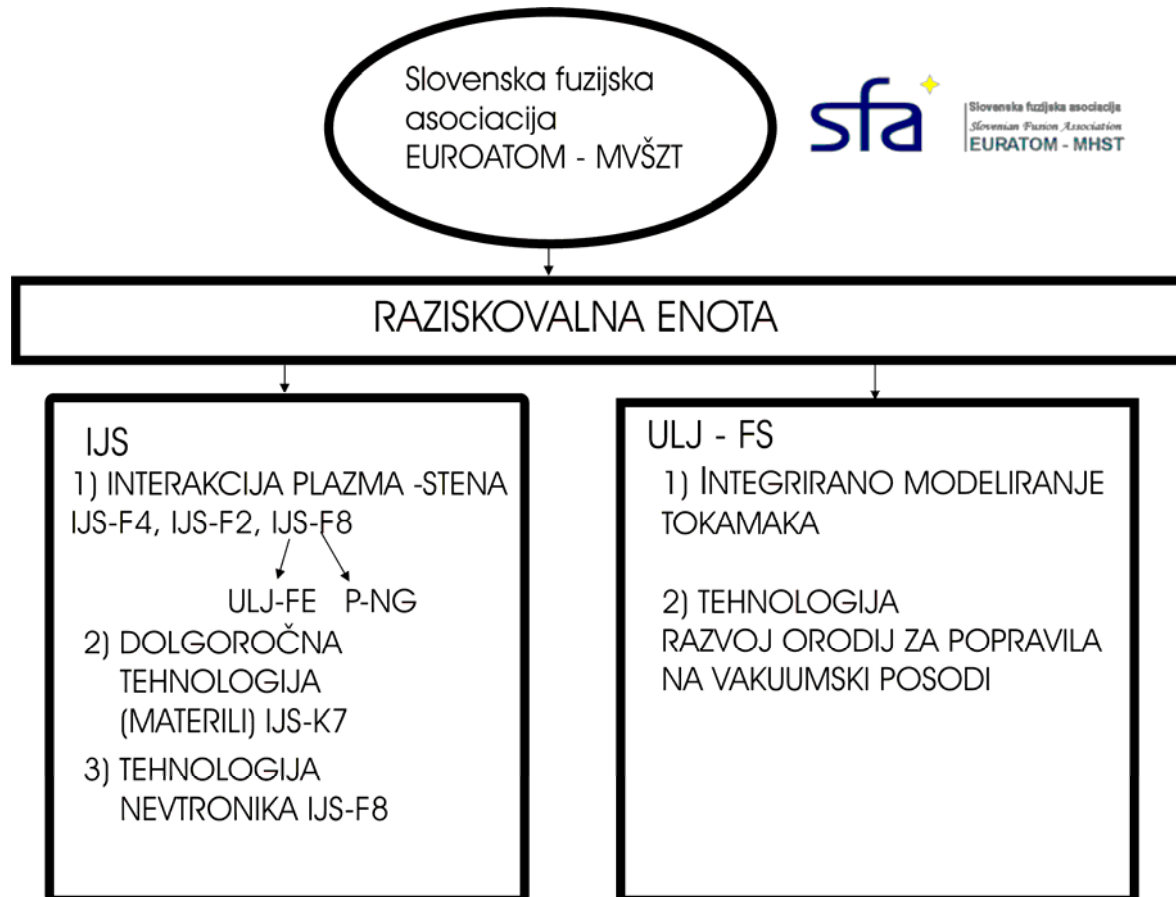 Slovenska fuzijska
asociacija
EUROATOM - MVŠZT
sfa
Slovenska fuzijska asociacija
Slovenian Fusion Association
EURATOM - MHST
RAZISKOVALNA ENOTA
IJS
1) INTERAKCIJA PLAZMA -STENA
IJS-F4, IJS-F2, IJS-F8
ULJ-FE P-NG
2) DOLGOROČNA
TEHNOLOGIJA
(MATERILI) IJS-K7
3) TEHNOLOGIJA
NEVTRONIKA IJS-F8
ULJ - FS
1) INTEGRIRANO MODELIRANJE
TOKAMAKA
2) TEHNOLOGIJA
RAZVOJ ORODIJ ZA POPRAVILA
NA VAKUUMSKI POSODI